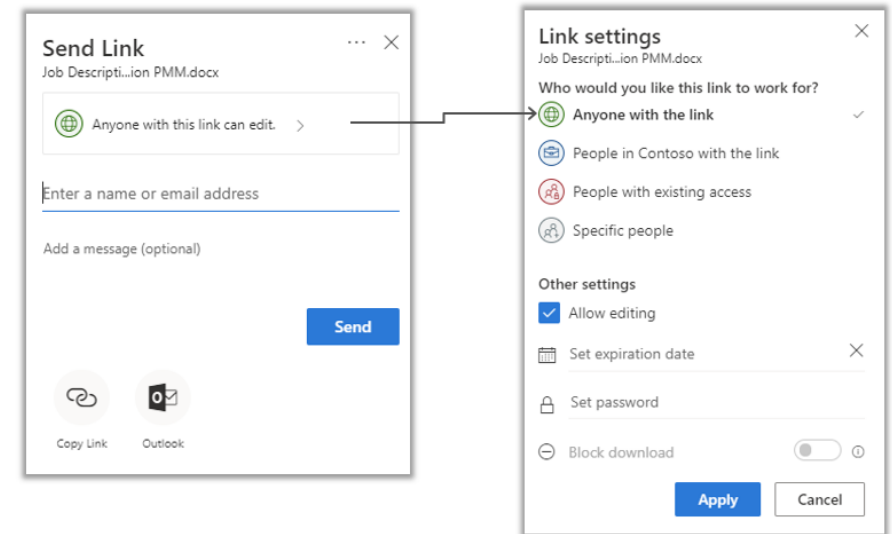 Send Link
Job Descripti...ion PMM.docx
Anyone with this link can edit.
Enter a name or email address
Add a message (optional)
Send
Copy Link
Outlook
Link settings
Job Descripti...ion PMM.docx
Who would you like this link to work for?
Anyone with the link
People in Contoso with the link
People with existing access
Specific people
Other settings
Allow editing
Set expiration date
Set password
Block download
Apply
Cancel